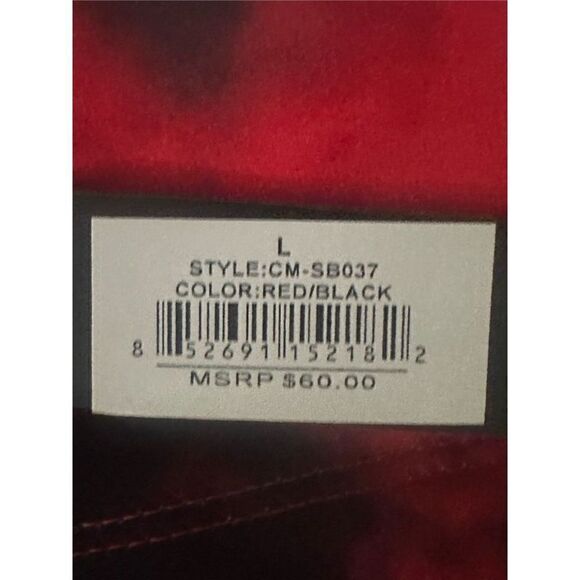 L
STYLE:CM-SB037
COLOR:RED/BLACK
8 52691 15218 2
MSRP $60.00